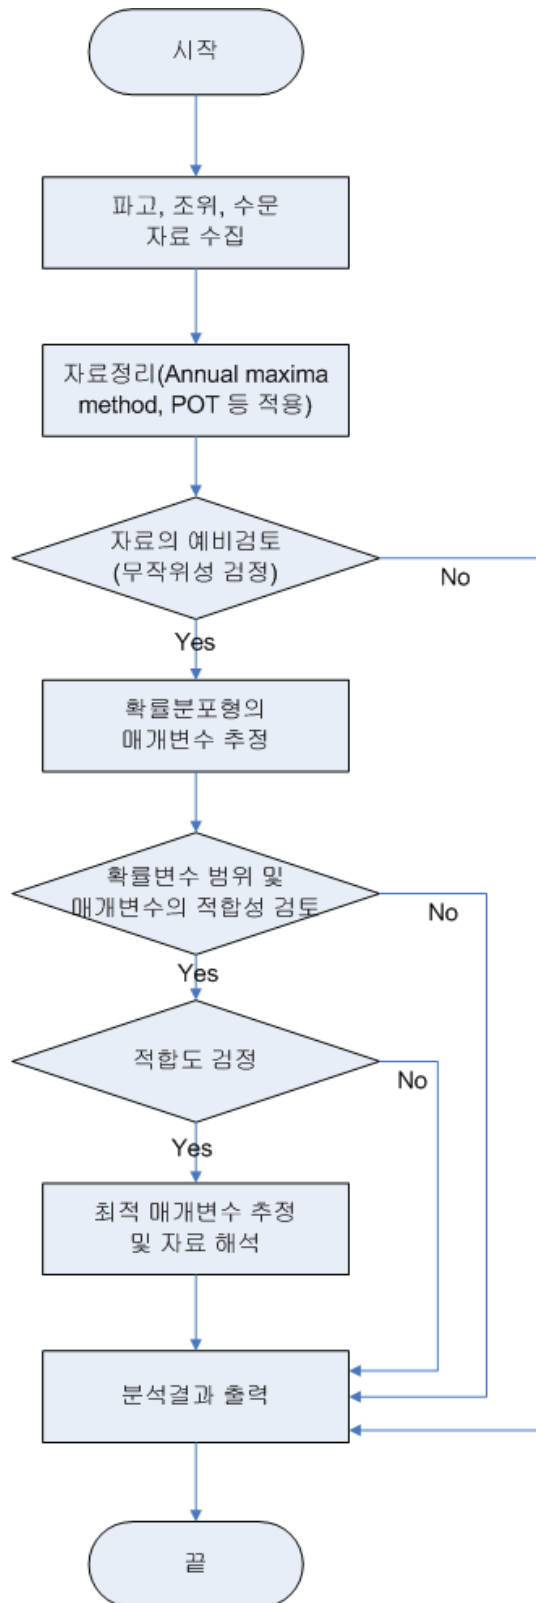 시작
파고, 조위, 수문
자료 수집
자료정리(Annual maxima
method, POT 등 적용)
자료의 예비검토
(무작위성 검정)
No
Yes
확률분포형의
매개변수 추정
확률변수 범위 및
매개변수의 적합성 검토
No
Yes
적합도 검정
No
Yes
최적 매개변수 추정
및 자료 해석
분석결과 출력
끝